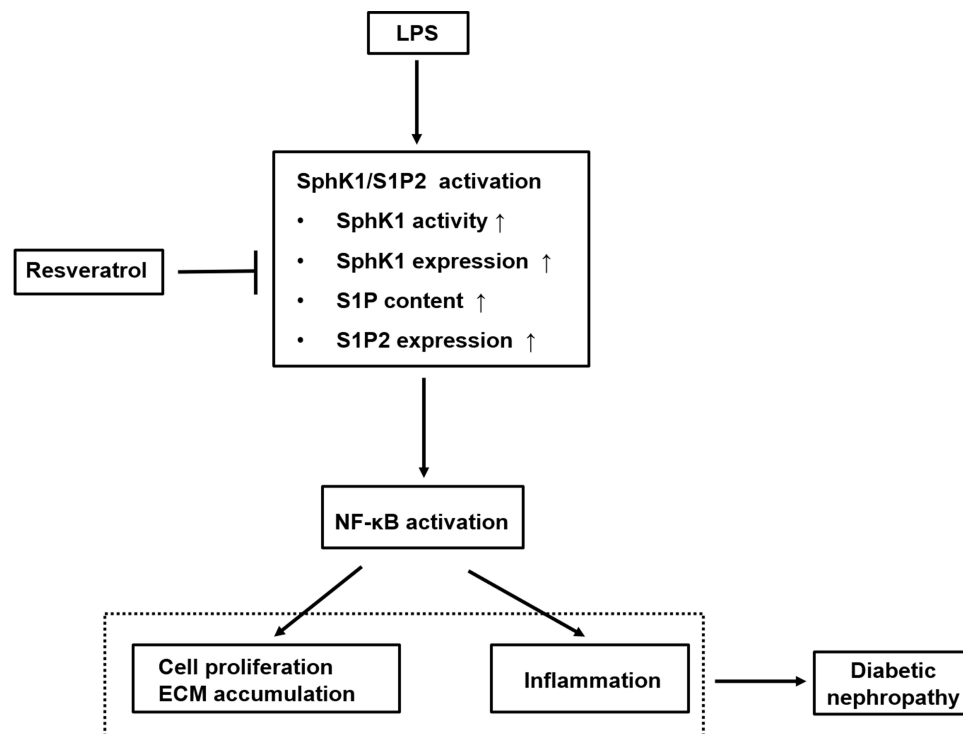 LPS
SphK1/S1P2 activation
• SphK1 activity ↑
• SphK1 expression ↑
• S1P content ↑
• S1P2 expression ↑
Resveratrol
NF-κB activation
Cell proliferation
ECM accumulation
Inflammation
Diabetic
nephropathy